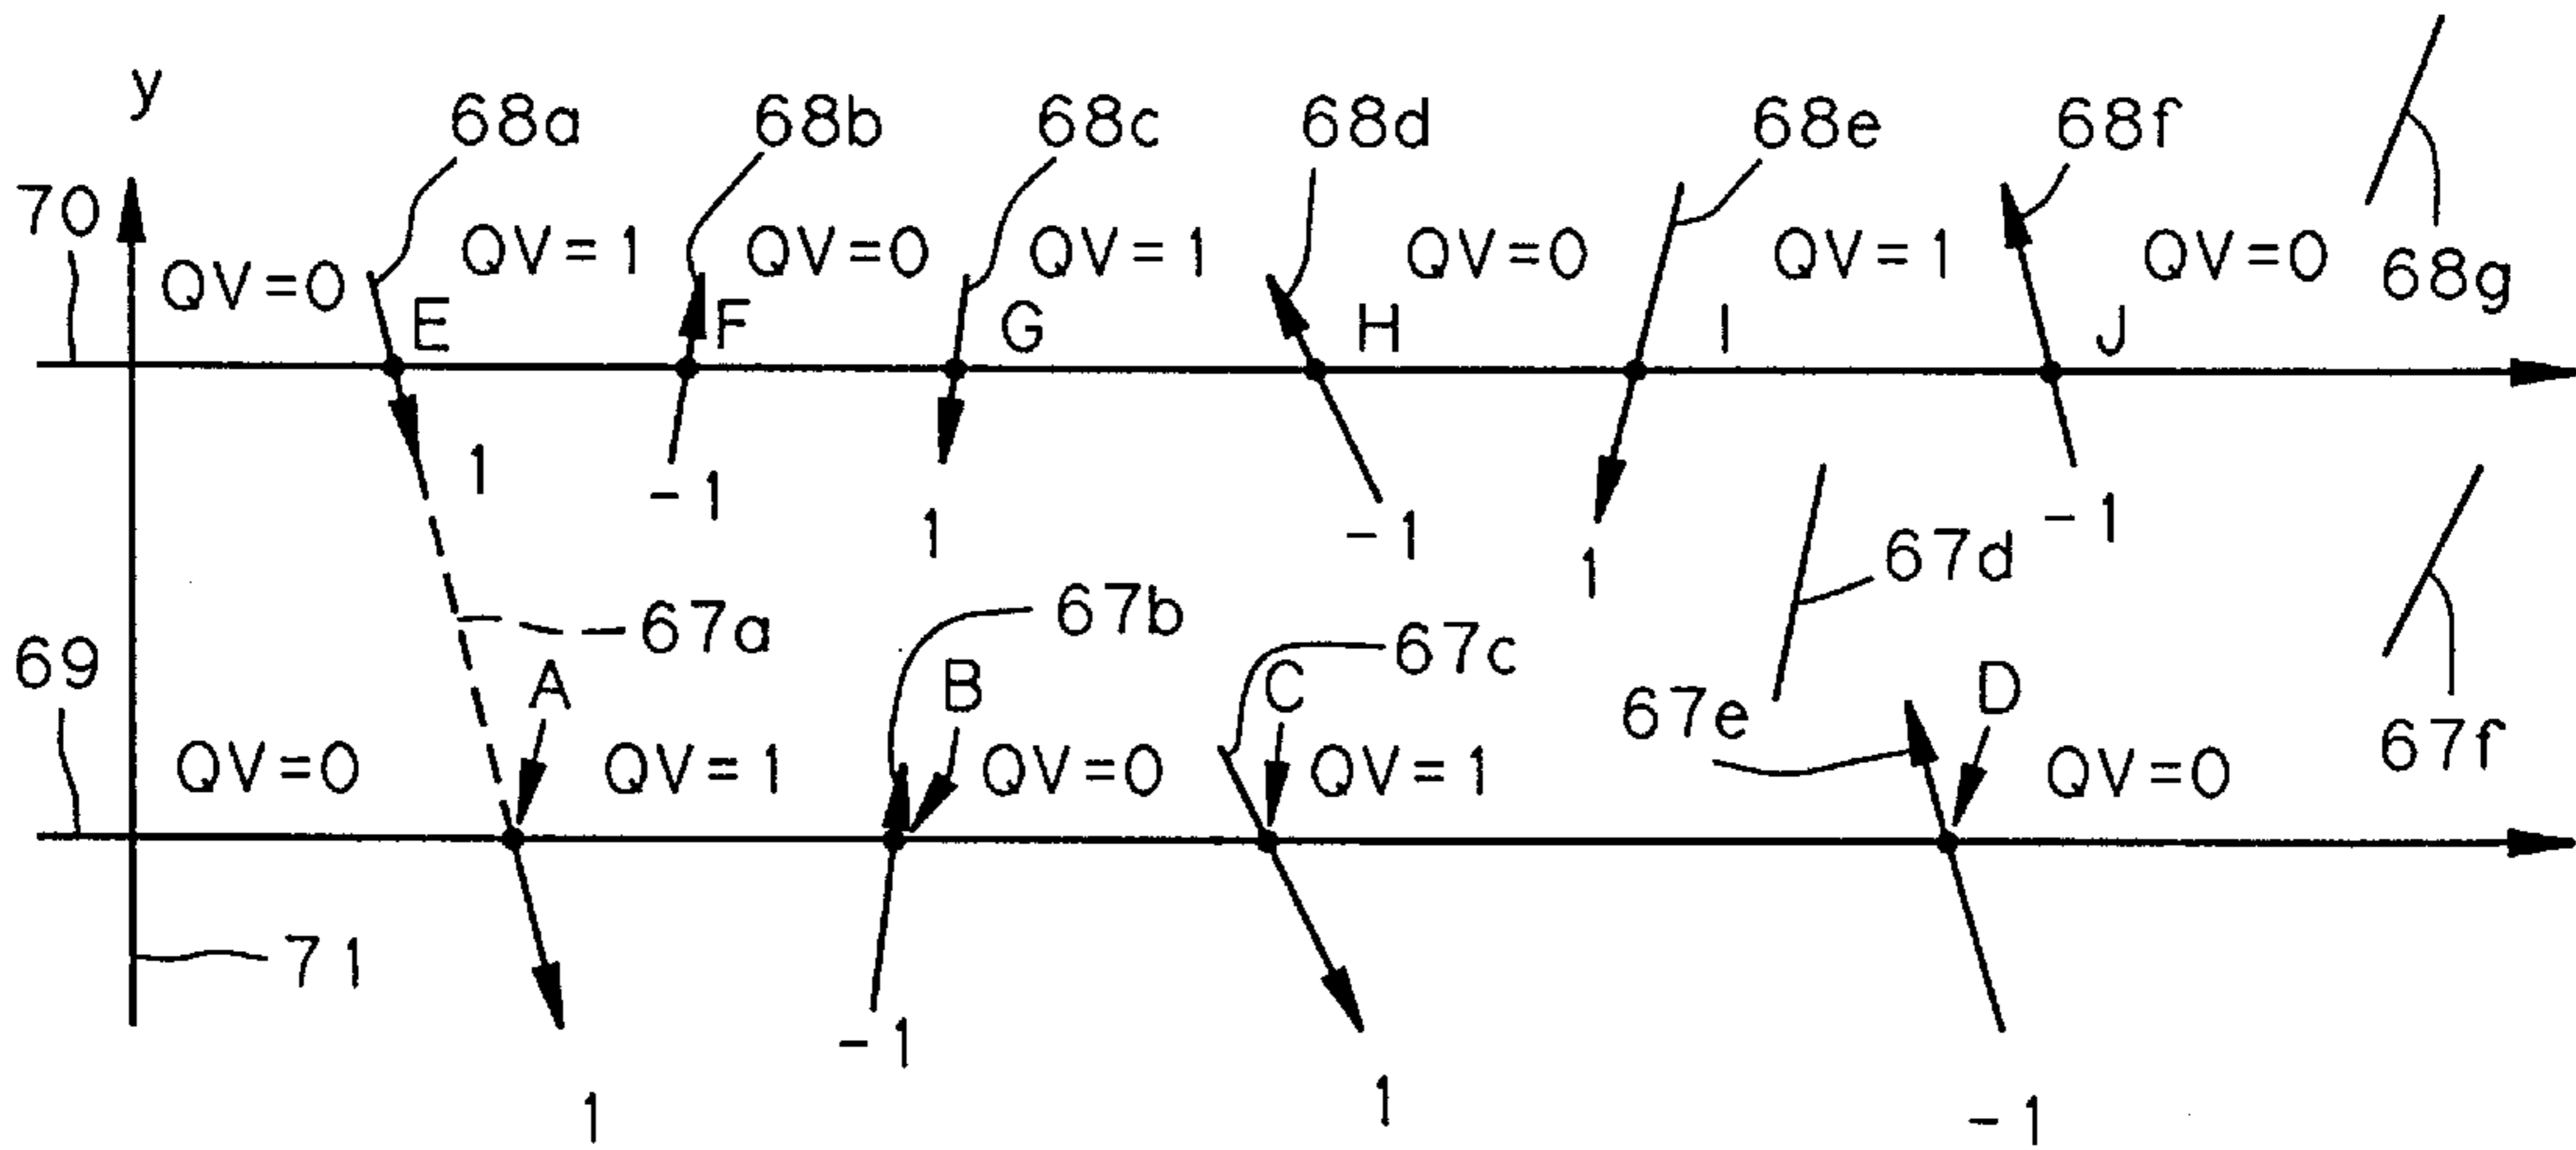 y
68a 68b 68c 68d 68e 68f
70 QV=0 QV=1 QV=0 QV=1 QV=0 QV=1 QV=0 68g
E F G H I J
1 -1 1 -1 1 -1
67a 67b 67c 67d
69 A B C 67e D 67f
QV=0 QV=1 QV=0 QV=1 QV=0
71
1 -1 1 -1